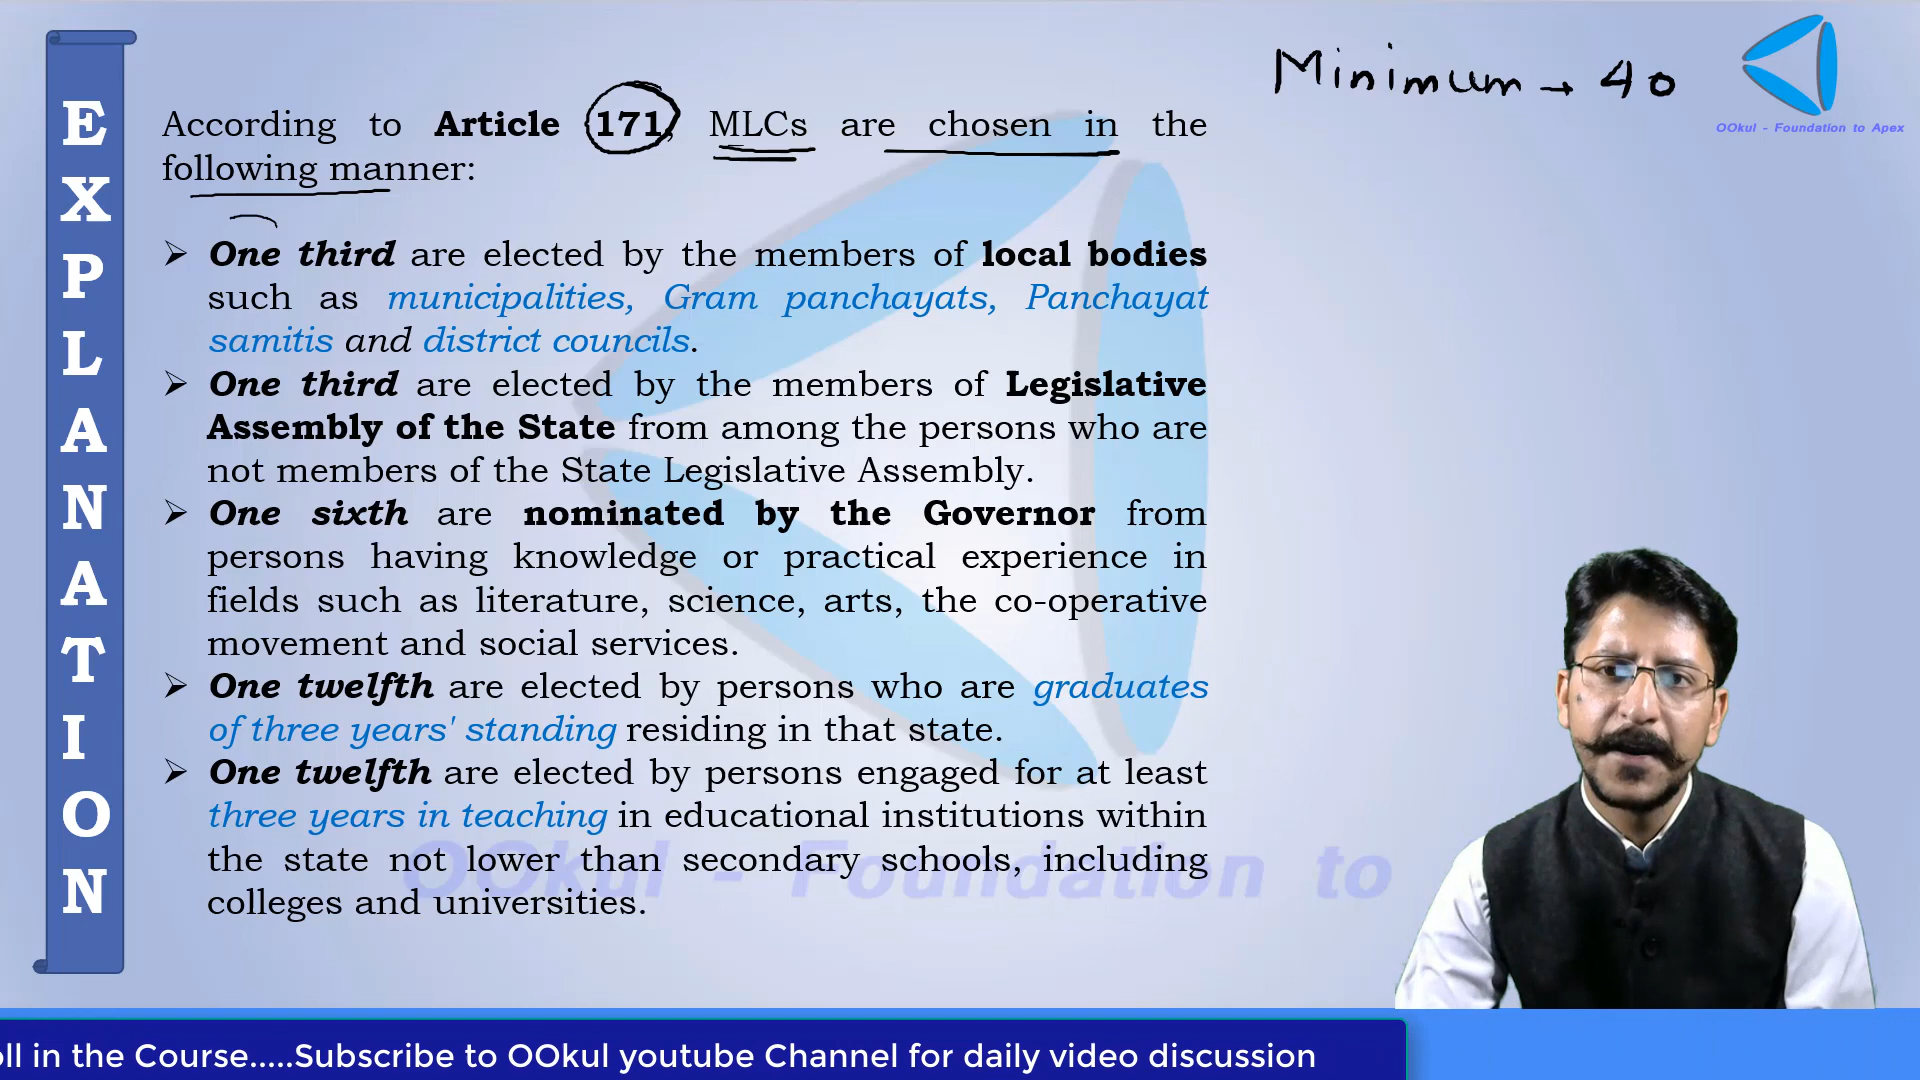 Minimum → 40
OOkul - Foundation to Apex
EXPLANATION
According to Article 171, MLCs are chosen in the
following manner:
➢ One third are elected by the members of local bodies
such as municipalities, Gram panchayats, Panchayat
samitis and district councils.
➢ One third are elected by the members of Legislative
Assembly of the State from among the persons who are
not members of the State Legislative Assembly.
➢ One sixth are nominated by the Governor from
persons having knowledge or practical experience in
fields such as literature, science, arts, the co-operative
movement and social services.
➢ One twelfth are elected by persons who are graduates
of three years' standing residing in that state.
➢ One twelfth are elected by persons engaged for at least
three years in teaching in educational institutions within
the state not lower than secondary schools, including
colleges and universities.
OOkul - Foundation to
oll in the Course.....Subscribe to OOkul youtube Channel for daily video discussion